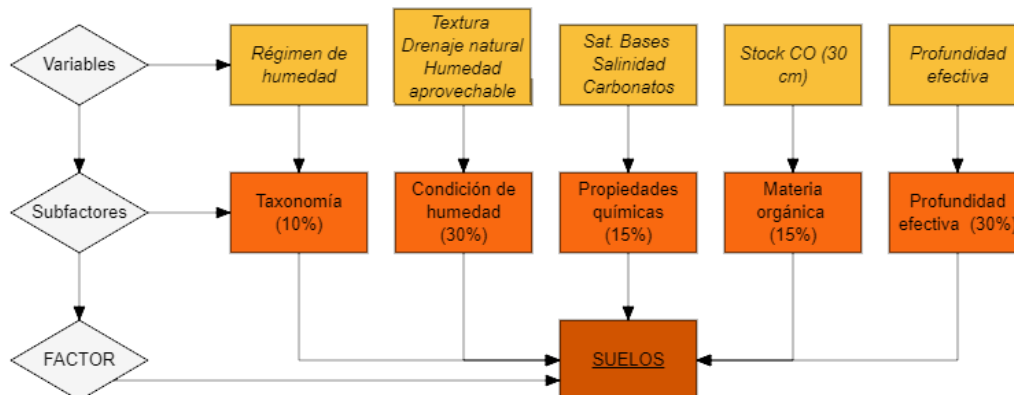 Variables
Régimen de
humedad
Textura
Drenaje natural
Humedad
aprovechable
Sat. Bases
Salinidad
Carbonatos
Stock CO (30
cm)
Profundidad
efectiva
Subfactores
Taxonomía
(10%)
Condición de
humedad
(30%)
Propiedades
químicas
(15%)
Materia
orgánica
(15%)
Profundidad
efectiva (30%)
FACTOR
SUELOS